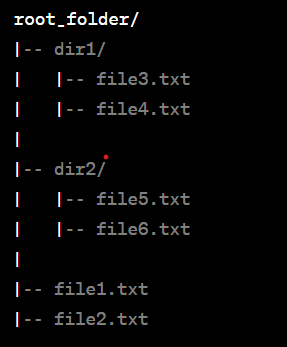 root_folder/
|-- dir1/
|   |-- file3.txt
|   |-- file4.txt
|
|-- dir2/
|   |-- file5.txt
|   |-- file6.txt
|
|-- file1.txt
|-- file2.txt